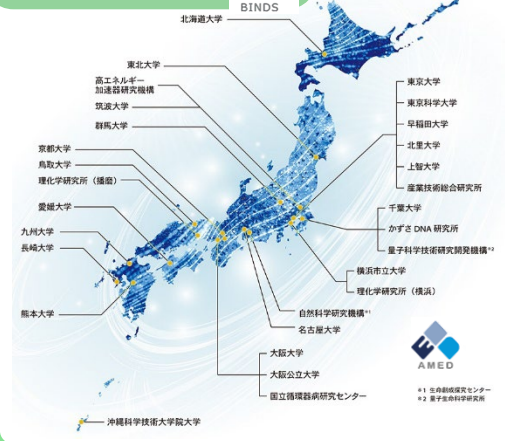 BINDS
北海道大学
東北大学
高エネルギー
加速器研究機構
筑波大学
群馬大学
京都大学
鳥取大学
理化学研究所（播磨）
愛媛大学
九州大学
長崎大学
熊本大学
東京大学
東京科学大学
早稲田大学
北里大学
上智大学
産業技術総合研究所
千葉大学
かずさ DNA 研究所
量子科学技術研究開発機構*2
横浜市立大学
理化学研究所（横浜）
自然科学研究機構*1
名古屋大学
大阪大学
大阪公立大学
国立循環器病研究センター
沖縄科学技術大学院大学
AMED
*1 生命創成探究センター
*2 量子生命科学研究所